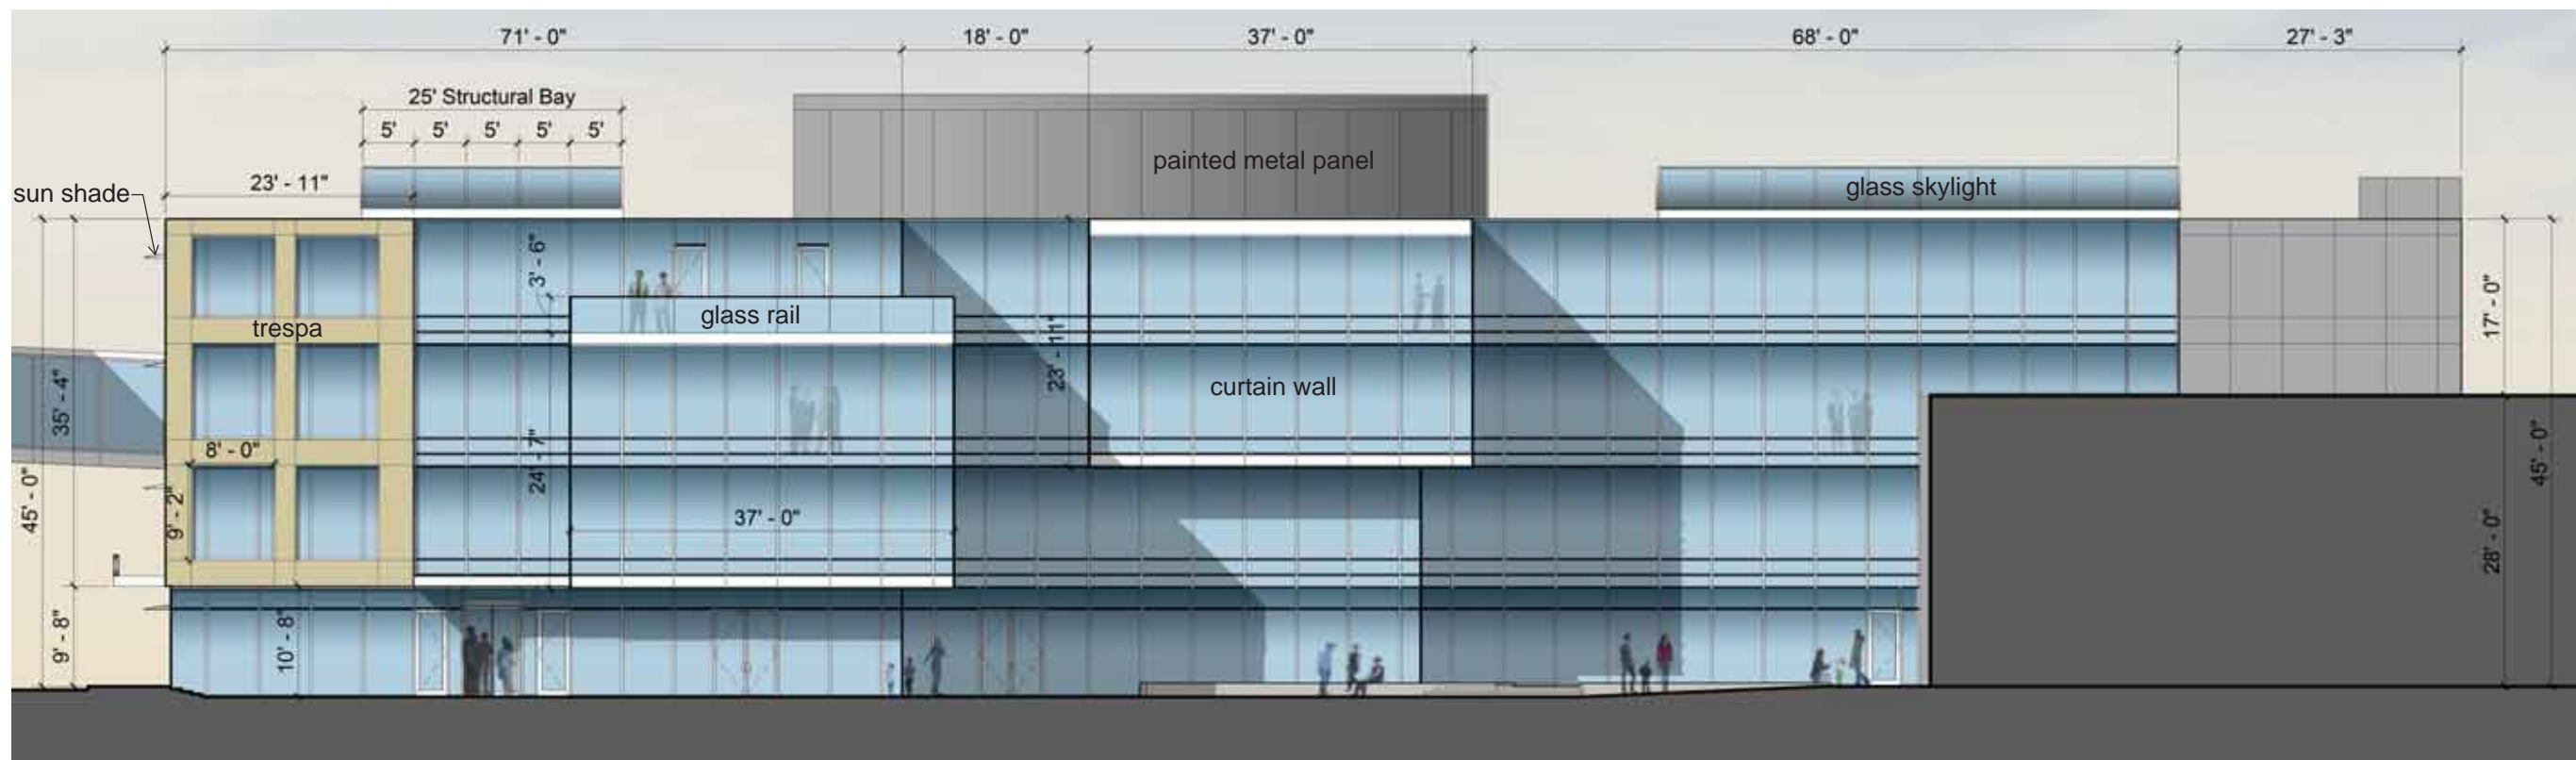 71' - 0"
18' - 0"
37' - 0"
68' - 0"
27' - 3"
25' Structural Bay
5'
5'
5'
5'
5'
painted metal panel
23' - 11"
sun shade
glass skylight
3' - 6"
17' - 0"
glass rail
trespa
23' - 11"
curtain wall
35' - 4"
8' - 0"
24' - 7"
45' - 0"
45' - 0"
9' - 2"
37' - 0"
28' - 0"
9' - 8"
10' - 8"